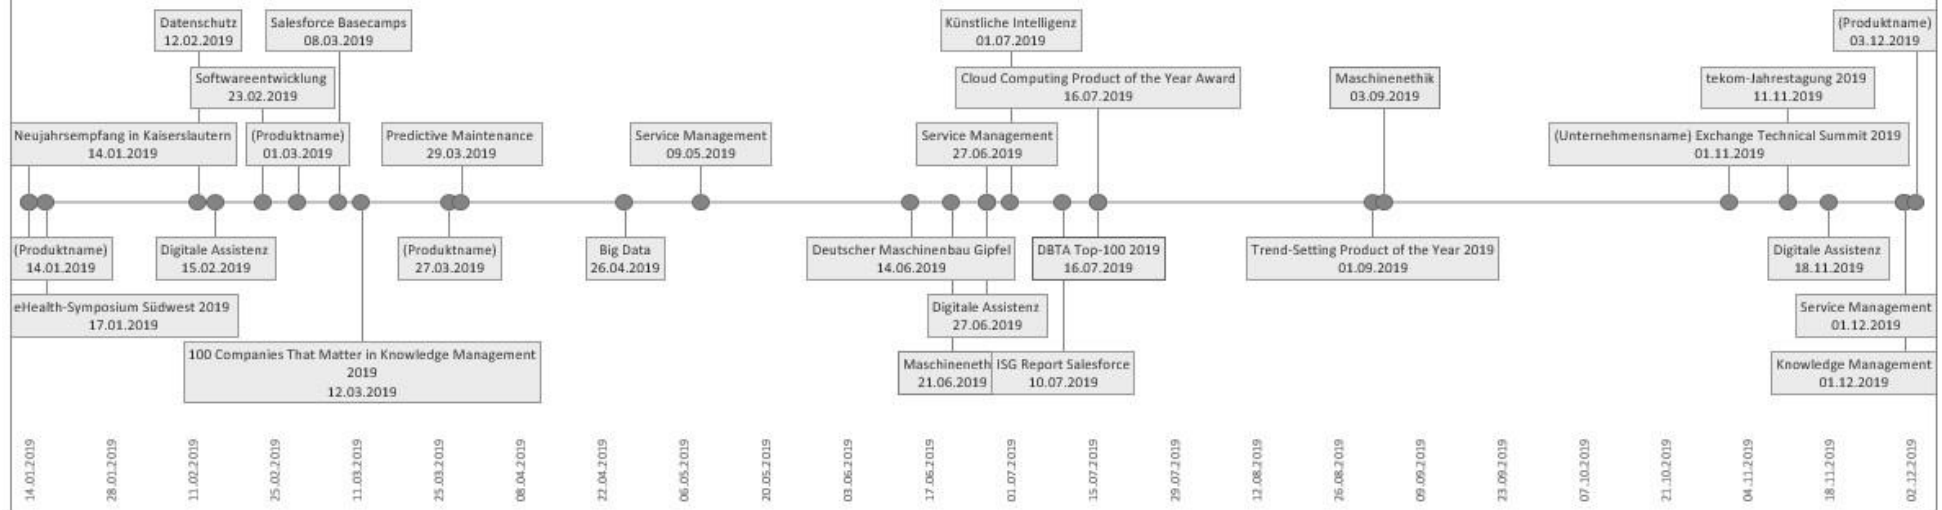 Datenschutz
12.02.2019
Salesforce Basecamps
08.03.2019
Künstliche Intelligenz
01.07.2019
(Produktname)
03.12.2019
Softwareentwicklung
23.02.2019
Cloud Computing Product of the Year Award
16.07.2019
Maschinenethik
03.09.2019
tekom-Jahrestagung 2019
11.11.2019
Neujahrsempfang in Kaiserslautern
14.01.2019
(Produktname)
01.03.2019
Predictive Maintenance
29.03.2019
Service Management
09.05.2019
Service Management
27.06.2019
(Unternehmensname) Exchange Technical Summit 2019
01.11.2019
(Produktname)
14.01.2019
Digitale Assistenz
15.02.2019
(Produktname)
27.03.2019
Big Data
26.04.2019
Deutscher Maschinenbau Gipfel
14.06.2019
DBTA Top-100 2019
16.07.2019
Trend-Setting Product of the Year 2019
01.09.2019
Digitale Assistenz
18.11.2019
eHealth-Symposium Südwest 2019
17.01.2019
Digitale Assistenz
27.06.2019
Service Management
01.12.2019
100 Companies That Matter in Knowledge Management
2019
12.03.2019
Maschineneth
21.06.2019
ISG Report Salesforce
10.07.2019
Knowledge Management
01.12.2019
14.01.2019
28.01.2019
11.02.2019
25.02.2019
11.03.2019
25.03.2019
08.04.2019
22.04.2019
06.05.2019
20.05.2019
03.06.2019
17.06.2019
01.07.2019
15.07.2019
29.07.2019
12.08.2019
26.08.2019
09.09.2019
23.09.2019
07.10.2019
21.10.2019
04.11.2019
18.11.2019
02.12.2019